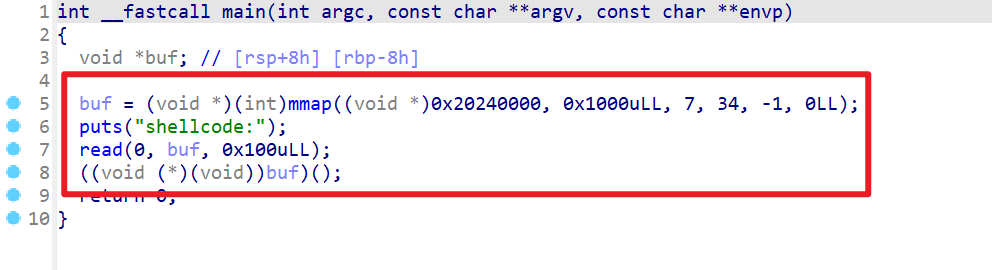 1 int __fastcall main(int argc, const char **argv, const char **envp)
2 {
3 void *buf; // [rsp+8h] [rbp-8h]
4
5 buf = (void *)(int)mmap((void *)0x20240000, 0x1000uLL, 7, 34, -1, 0LL);
6 puts("shellcode:");
7 read(0, buf, 0x100uLL);
8 ((void (*)(void))buf)();
9 return 0;
10 }